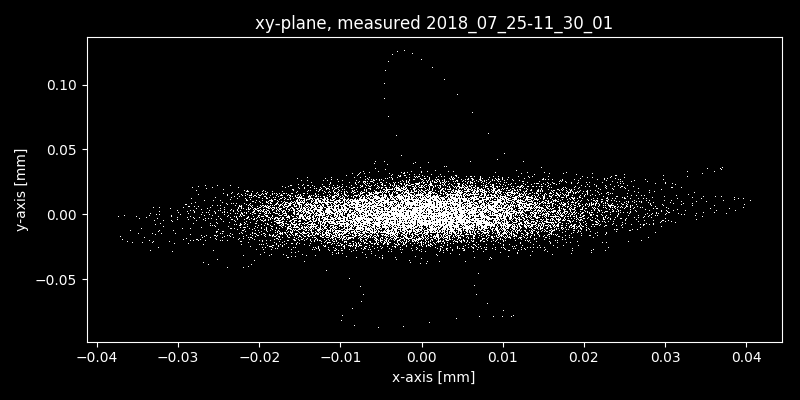 xy-plane, measured 2018_07_25-11_30_01
0.10
0.05
0.00
−0.05
y-axis [mm]
−0.04 −0.03 −0.02 −0.01 0.00 0.01 0.02 0.03 0.04
x-axis [mm]